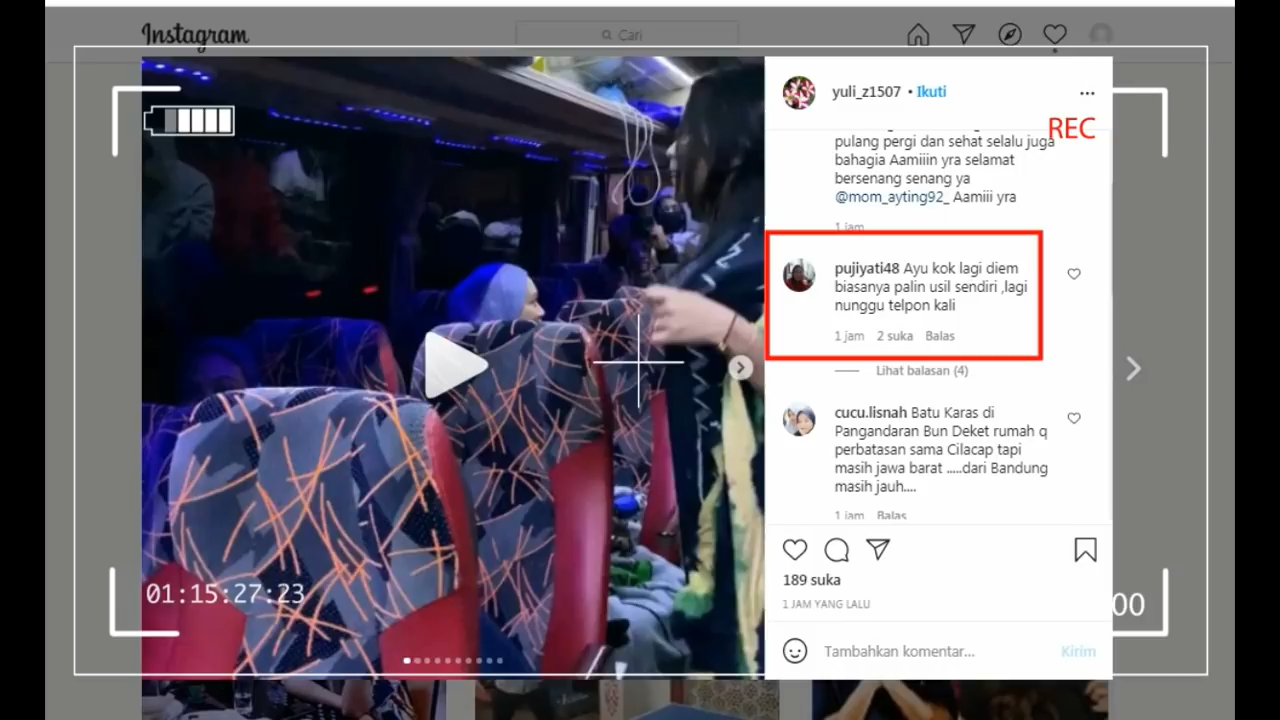 Instagram
Cari
yuli_z1507 • Ikuti
REC
pulang pergi dan sehat selalu juga
bahagia Aamiiin yra selamat
bersenang senang ya
@mom_ayting92_ Aamiii yra
1 jam
pujiyati48 Ayu kok lagi diem
biasanya palin usil sendiri ,lagi
nunggu telpon kali
1 jam 2 suka Balas
Lihat balasan (4)
cucu.lisnah Batu Karas di
Pangandaran Bun Deket rumah q
perbatasan sama Cilacap tapi
masih jawa barat .....dari Bandung
masih jauh....
1 jam Balas
189 suka
1 JAM YANG LALU
Tambahkan komentar... Kirim
01:15:27:23
00